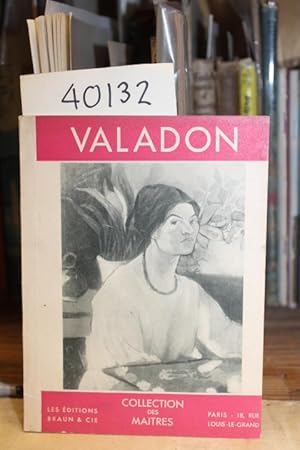 40132
VALADON
LES ÉDITIONS
BRAUN & CIE
COLLECTION
DES
MAITRES
PARIS - 18, RUE
LOUIS-LE-GRAND